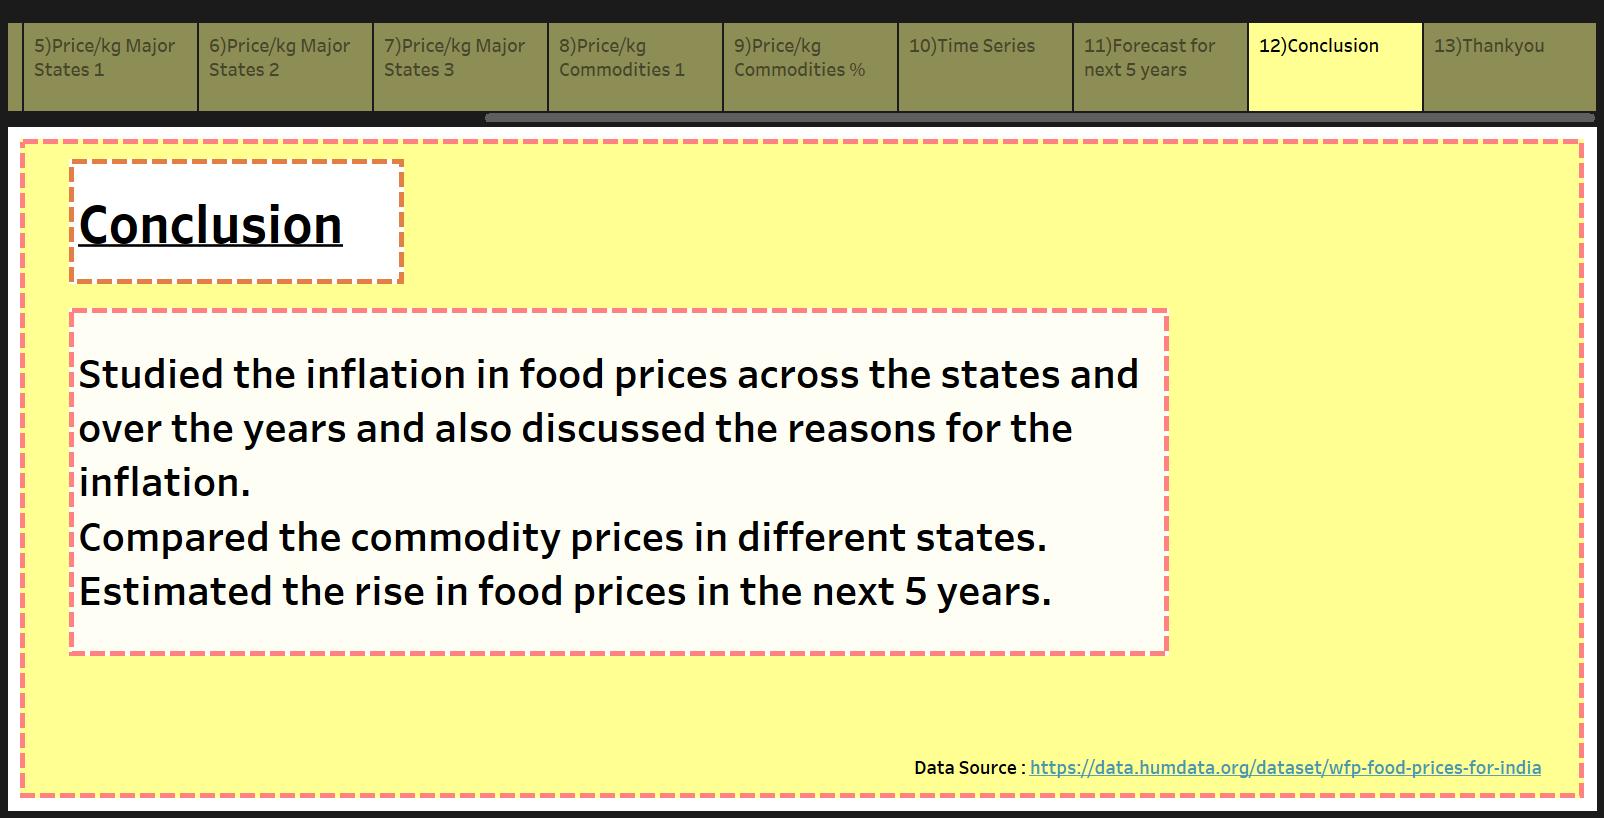 5)Price/kg Major
States 1
6)Price/kg Major
States 2
7)Price/kg Major
States 3
8)Price/kg
Commodities 1
9)Price/kg
Commodities %
10)Time Series
11)Forecast for
next 5 years
12)Conclusion
13)Thankyou
Conclusion
Studied the inflation in food prices across the states and
over the years and also discussed the reasons for the
inflation.
Compared the commodity prices in different states.
Estimated the rise in food prices in the next 5 years.
Data Source : https://data.humdata.org/dataset/wfp-food-prices-for-india